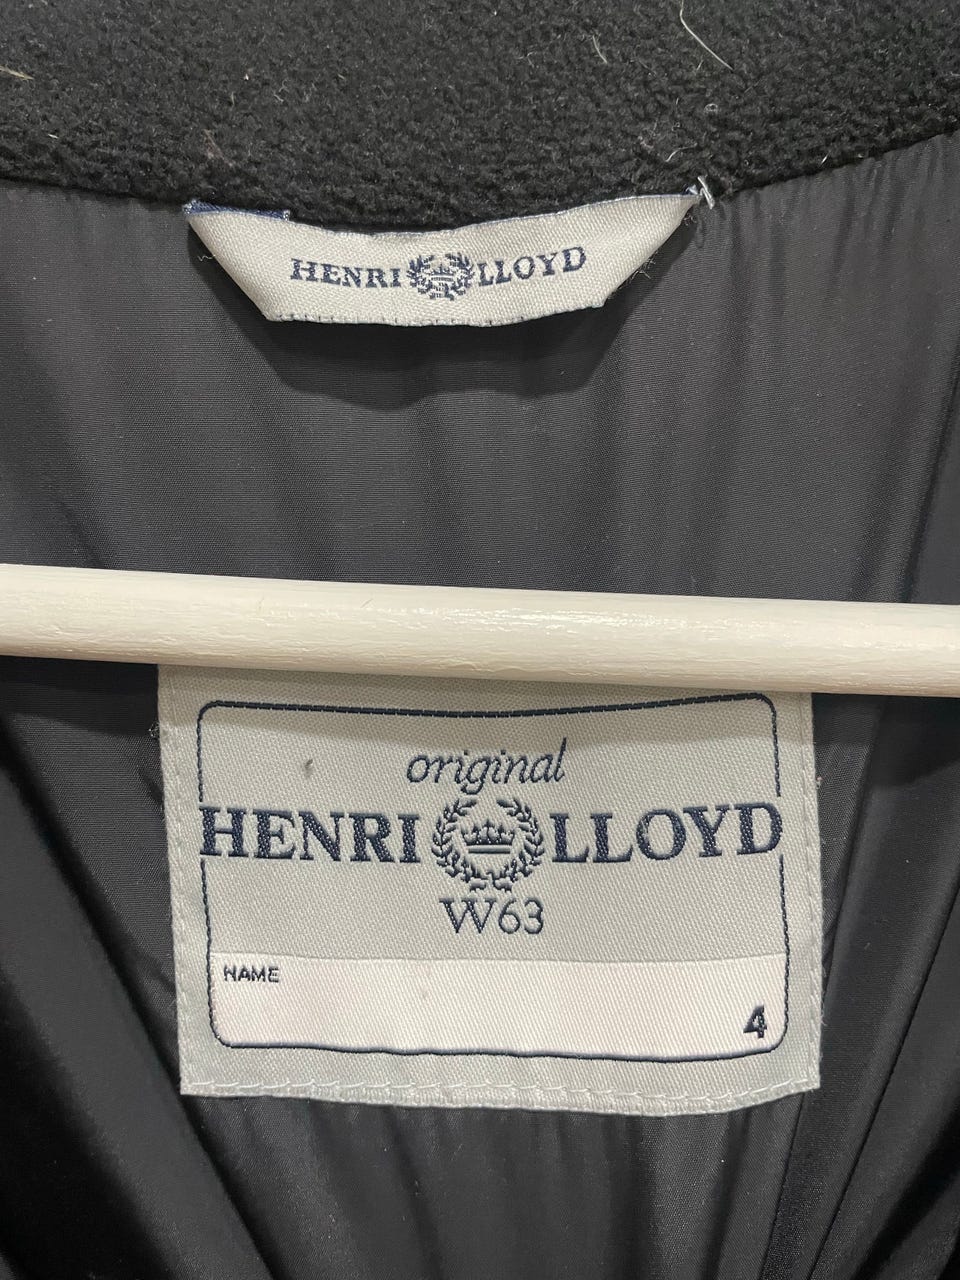 HENRI LLOYD
original
HENRI LLOYD
W63
NAME
4